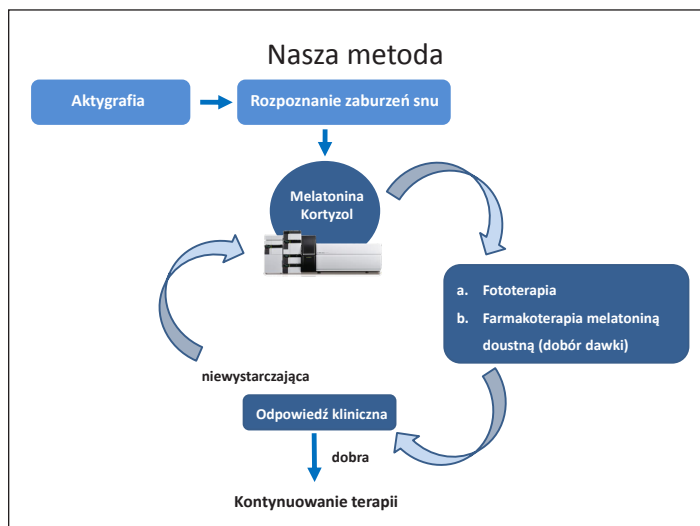 Nasza metoda
Aktygrafia
Rozpoznanie zaburzeń snu
Melatonina
Kortyzol
a. Fototerapia
b. Farmakoterapia melatoniną
doustną (dobór dawki)
niewystarczająca
Odpowiedź kliniczna
dobra
Kontynuowanie terapii